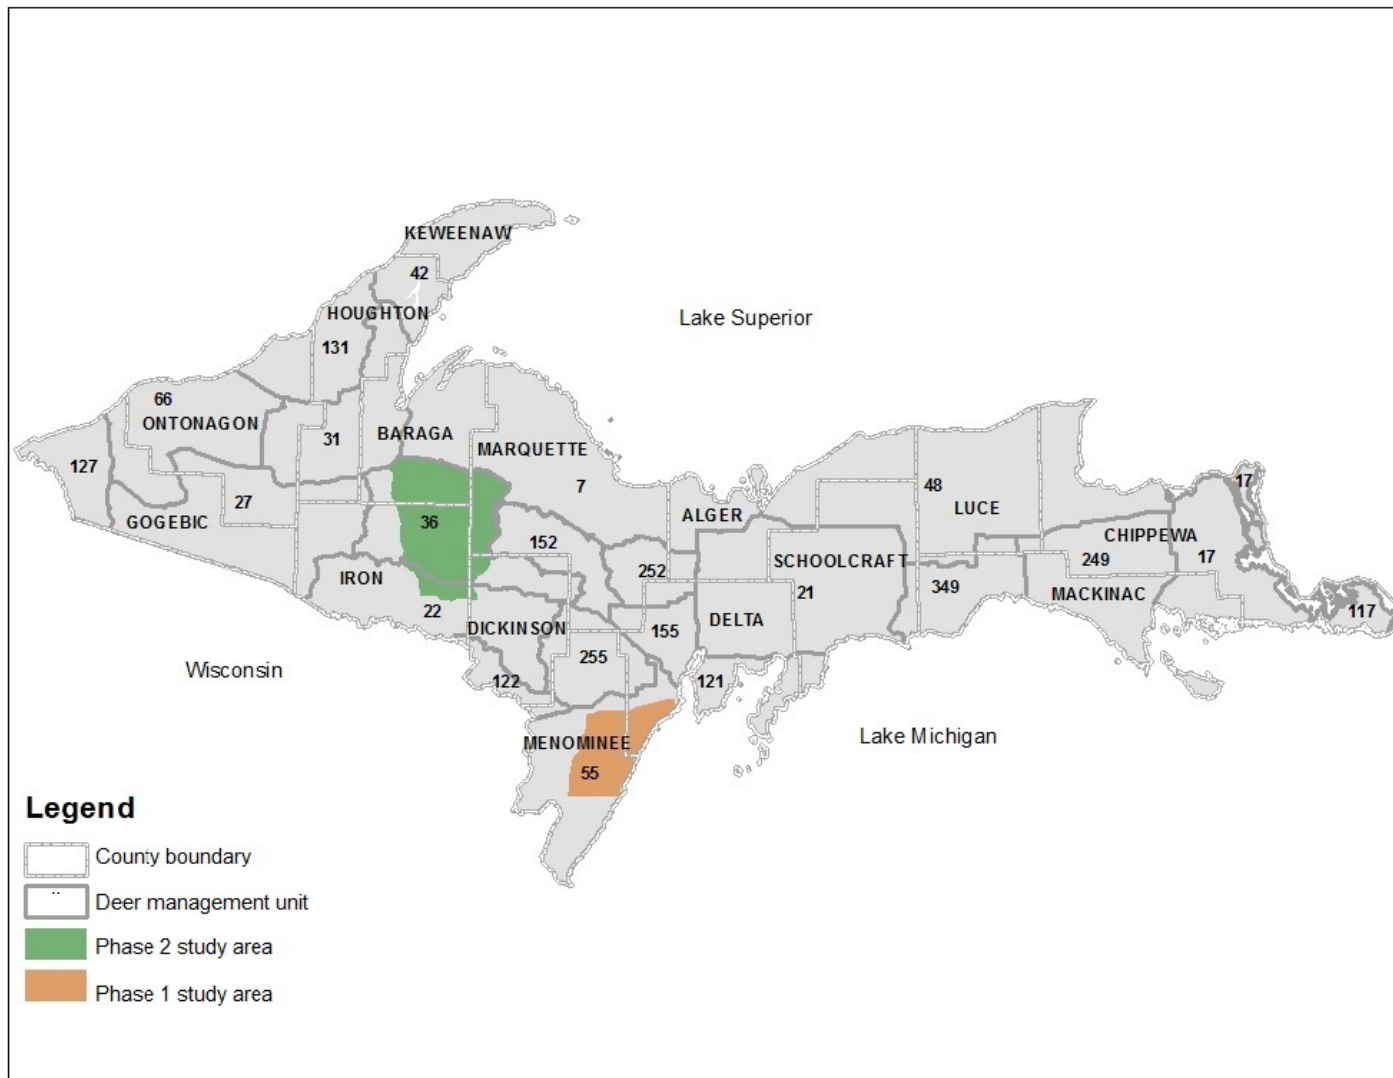 KEWEENAW
42
HOUGHTON
Lake Superior
131
66
ONTONAGON
31
BARAGA
MARQUETTE
127
7
48
17
27
GOGEBIC
36
ALGER
LUCE
152
CHIPPEWA
SCHOOLCRAFT
249
17
252
IRON
349
21
MACKINAC
22
117
DICKINSON
155
DELTA
255
Wisconsin
122
121
MENOMINEE
Lake Michigan
55
Legend
County boundary
Deer management unit
Phase 2 study area
Phase 1 study area